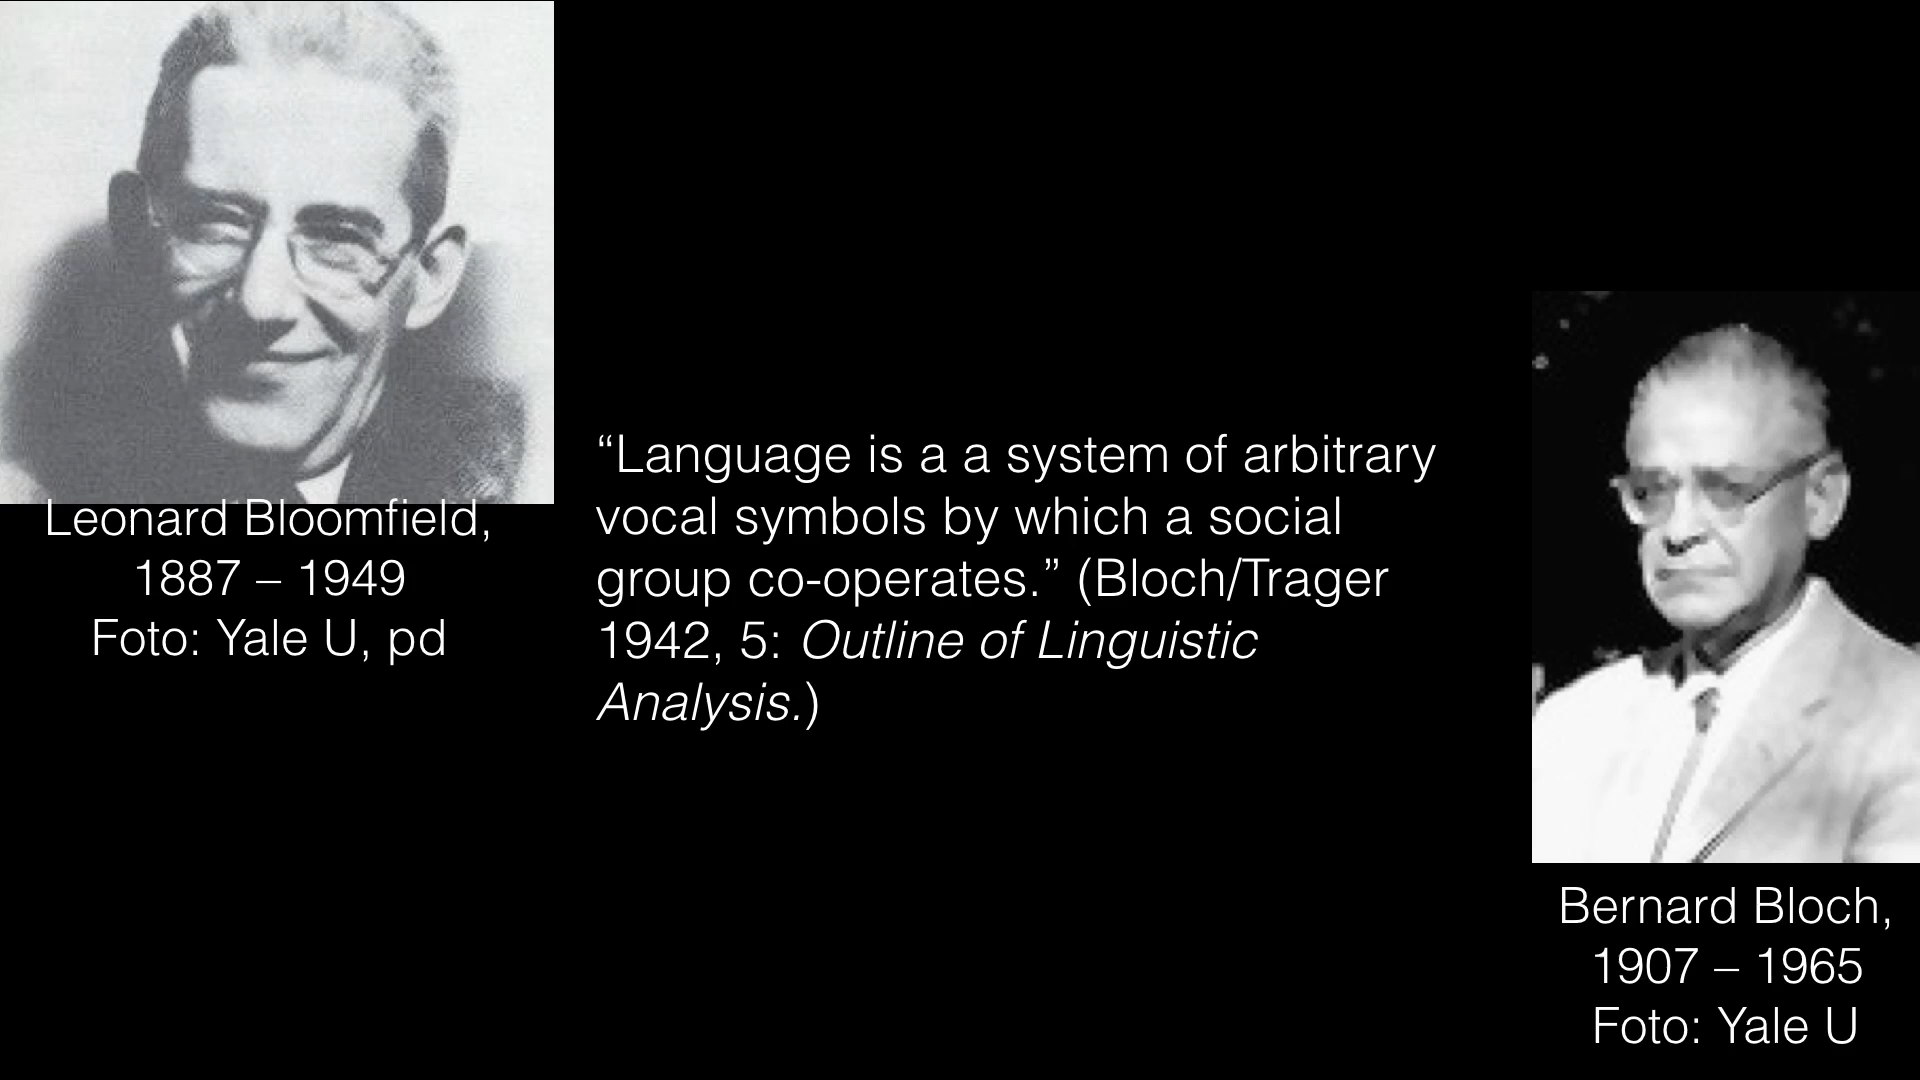 Leonard Bloomfield,
1887 – 1949
Foto: Yale U, pd
“Language is a a system of arbitrary
vocal symbols by which a social
group co-operates.” (Bloch/Trager
1942, 5: Outline of Linguistic
Analysis.)
Bernard Bloch,
1907 – 1965
Foto: Yale U